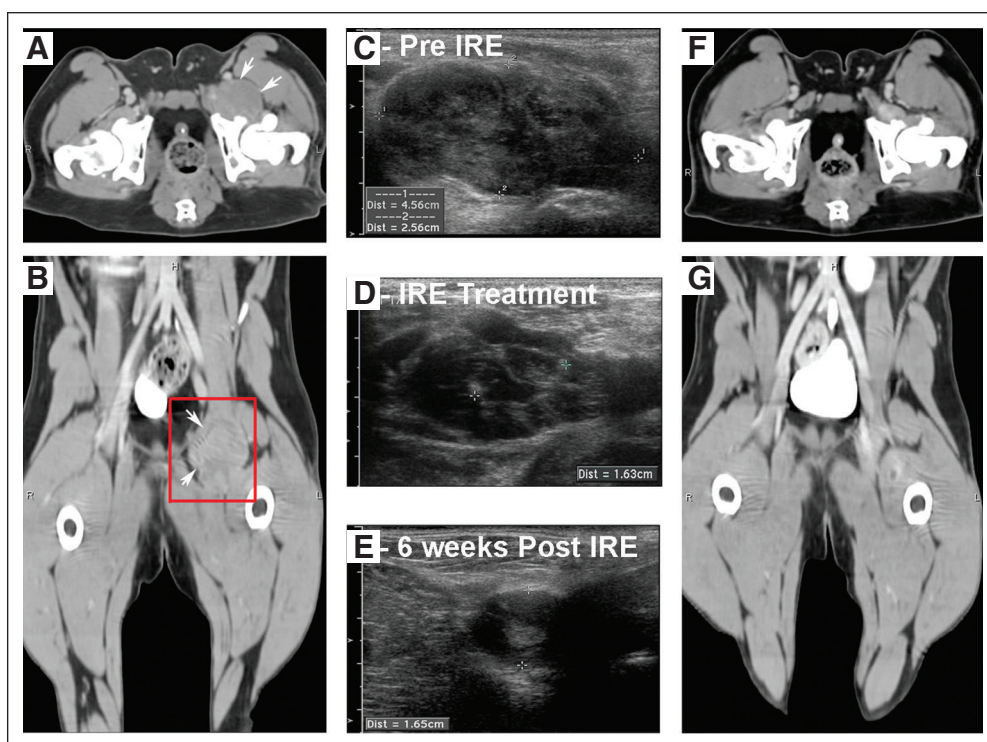 A
R
L
B
H
R
L
C - Pre IRE
2
1
1
2
----1----
Dist = 4.56cm
----2----
Dist = 2.56cm
D - IRE Treatment
Dist = 1.63cm
E - 6 weeks Post IRE
Dist = 1.65cm
F
R
L
G
H
R
L